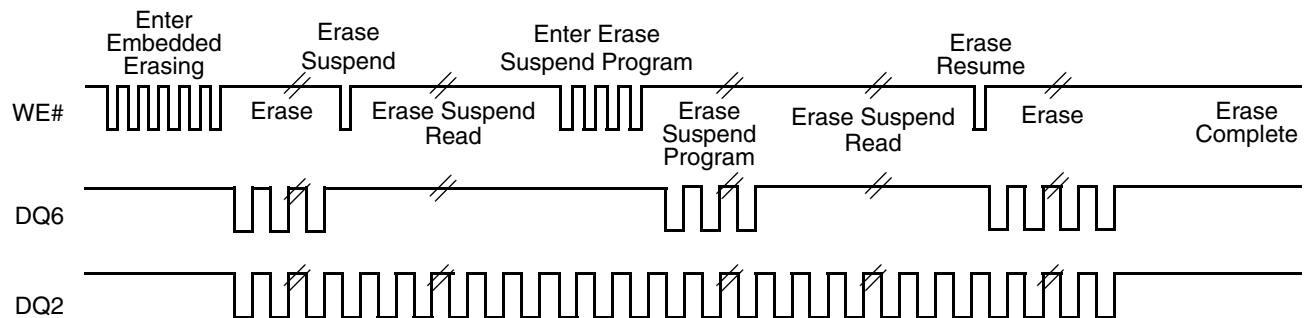 Enter
Embedded
Erasing
Erase
Suspend
Enter Erase
Suspend Program
Erase
Resume
WE#
Erase
Erase Suspend
Read
Erase
Suspend
Program
Erase Suspend
Read
Erase
Erase
Complete
DQ6
DQ2